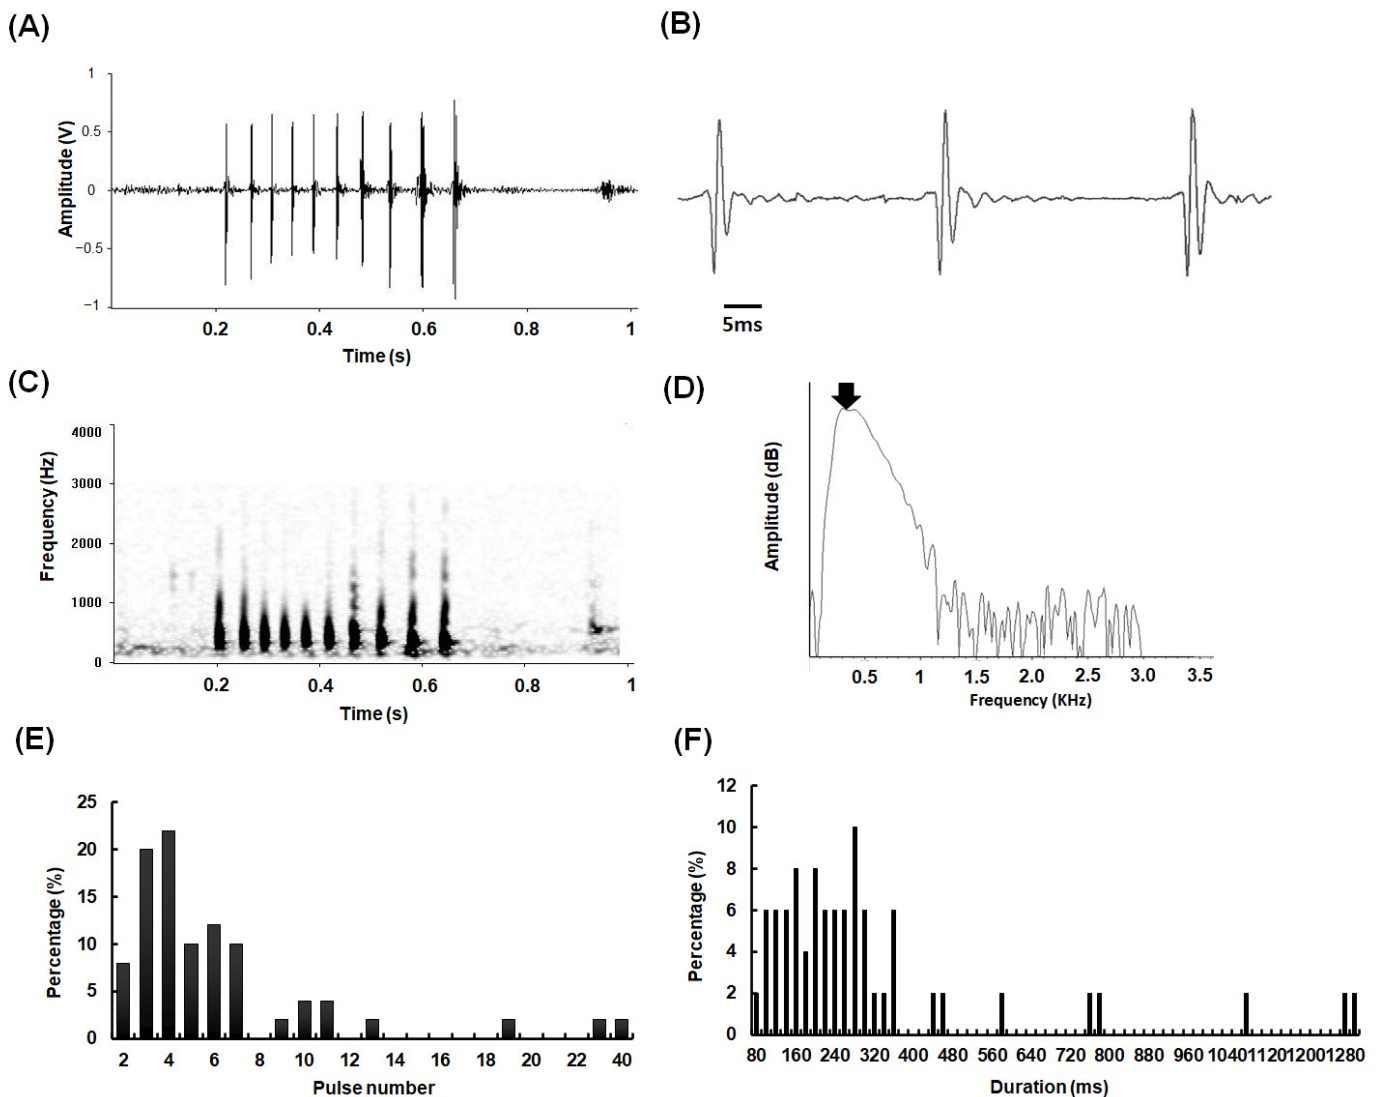 (A)
1
0.5
0
−0.5
−1
Amplitude (V)
0.2 0.4 0.6 0.8 1
Time (s)
(B)
5ms
(C)
4000
3000
2000
1000
0
Frequency (Hz)
0.2 0.4 0.6 0.8 1
Time (s)
(D)
Amplitude (dB)
0.5 1 1.5 2.0 2.5 3.0 3.5
Frequency (KHz)
(E)
25
20
15
10
5
0
Percentage (%)
2 4 6 8 10 12 14 16 18 20 22 40
Pulse number
(F)
12
10
8
6
4
2
0
Percentage (%)
80 160 240 320 400 480 560 640 720 800 880 960 1040 1120 1200 1280
Duration (ms)